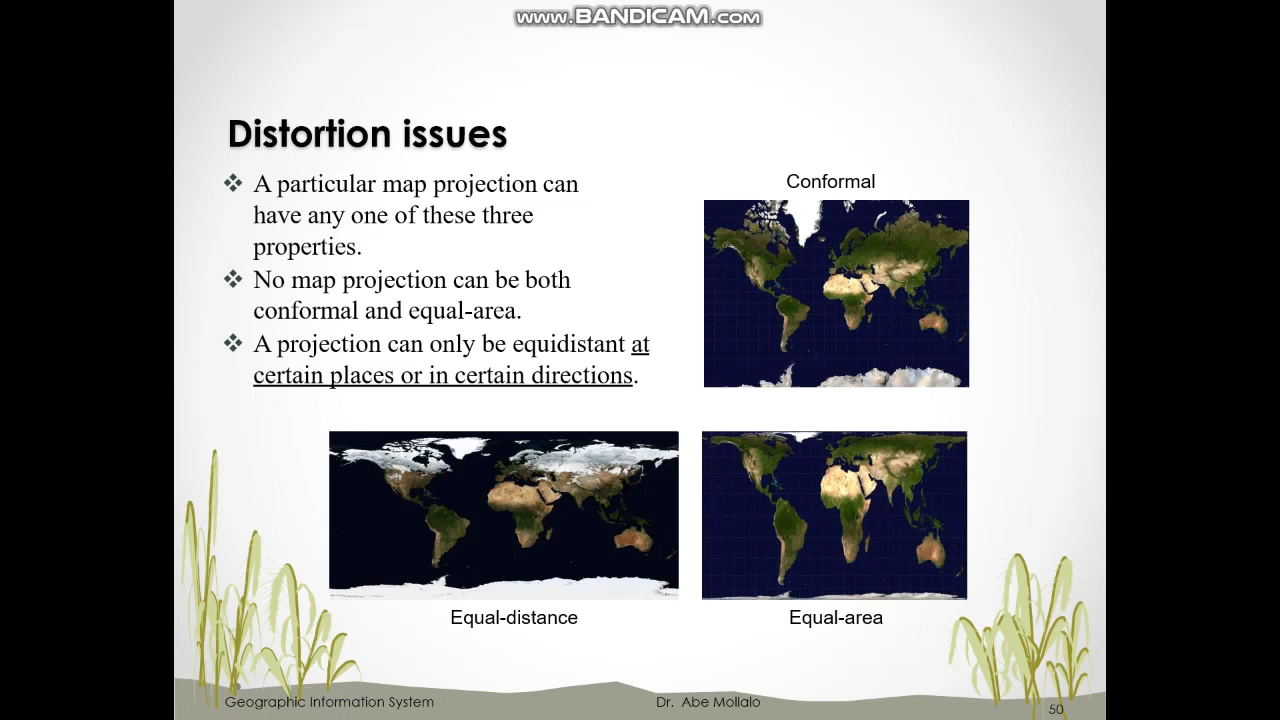 www.BANDICAM.com
Distortion issues
❖ A particular map projection can
have any one of these three
properties.
❖ No map projection can be both
conformal and equal-area.
❖ A projection can only be equidistant at
certain places or in certain directions.
Conformal
Equal-distance
Equal-area
Geographic Information System
Dr. Abe Mollalo
50